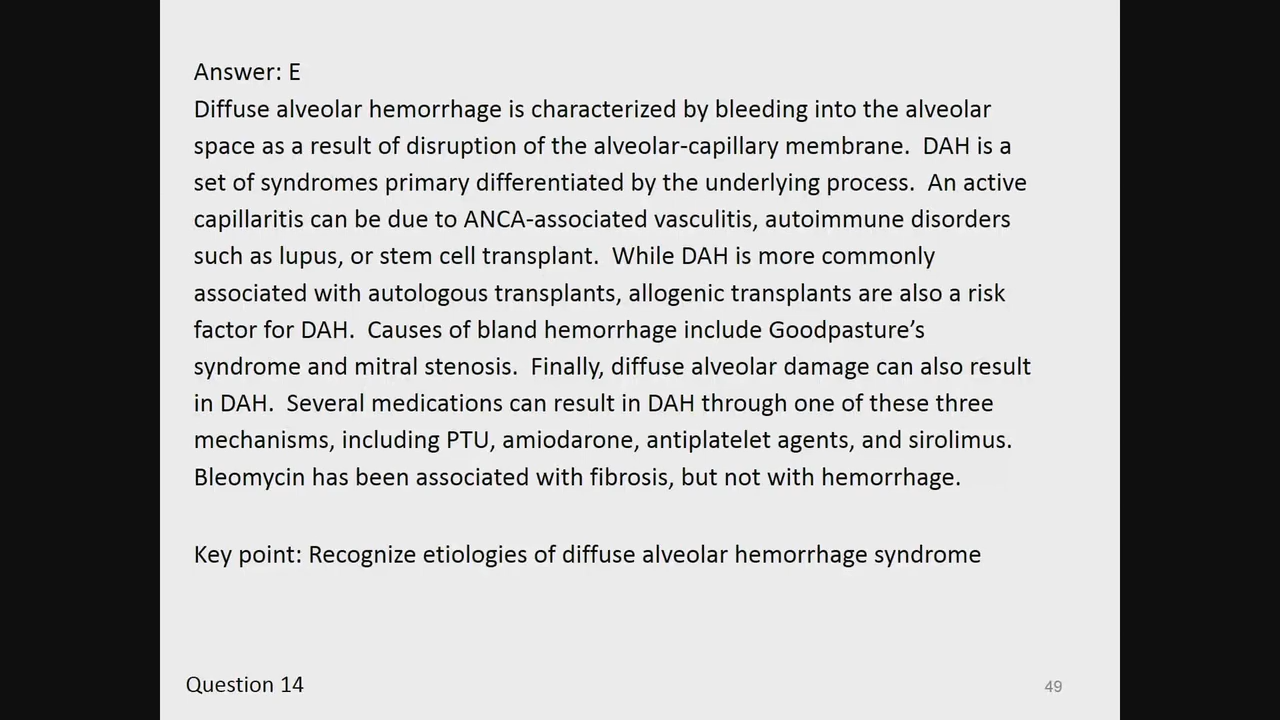 Answer: E
Diffuse alveolar hemorrhage is characterized by bleeding into the alveolar
space as a result of disruption of the alveolar-capillary membrane.  DAH is a
set of syndromes primary differentiated by the underlying process.  An active
capillaritis can be due to ANCA-associated vasculitis, autoimmune disorders
such as lupus, or stem cell transplant.  While DAH is more commonly
associated with autologous transplants, allogenic transplants are also a risk
factor for DAH.  Causes of bland hemorrhage include Goodpasture’s
syndrome and mitral stenosis.  Finally, diffuse alveolar damage can also result
in DAH.  Several medications can result in DAH through one of these three
mechanisms, including PTU, amiodarone, antiplatelet agents, and sirolimus.
Bleomycin has been associated with fibrosis, but not with hemorrhage.
Key point: Recognize etiologies of diffuse alveolar hemorrhage syndrome
Question 14
49